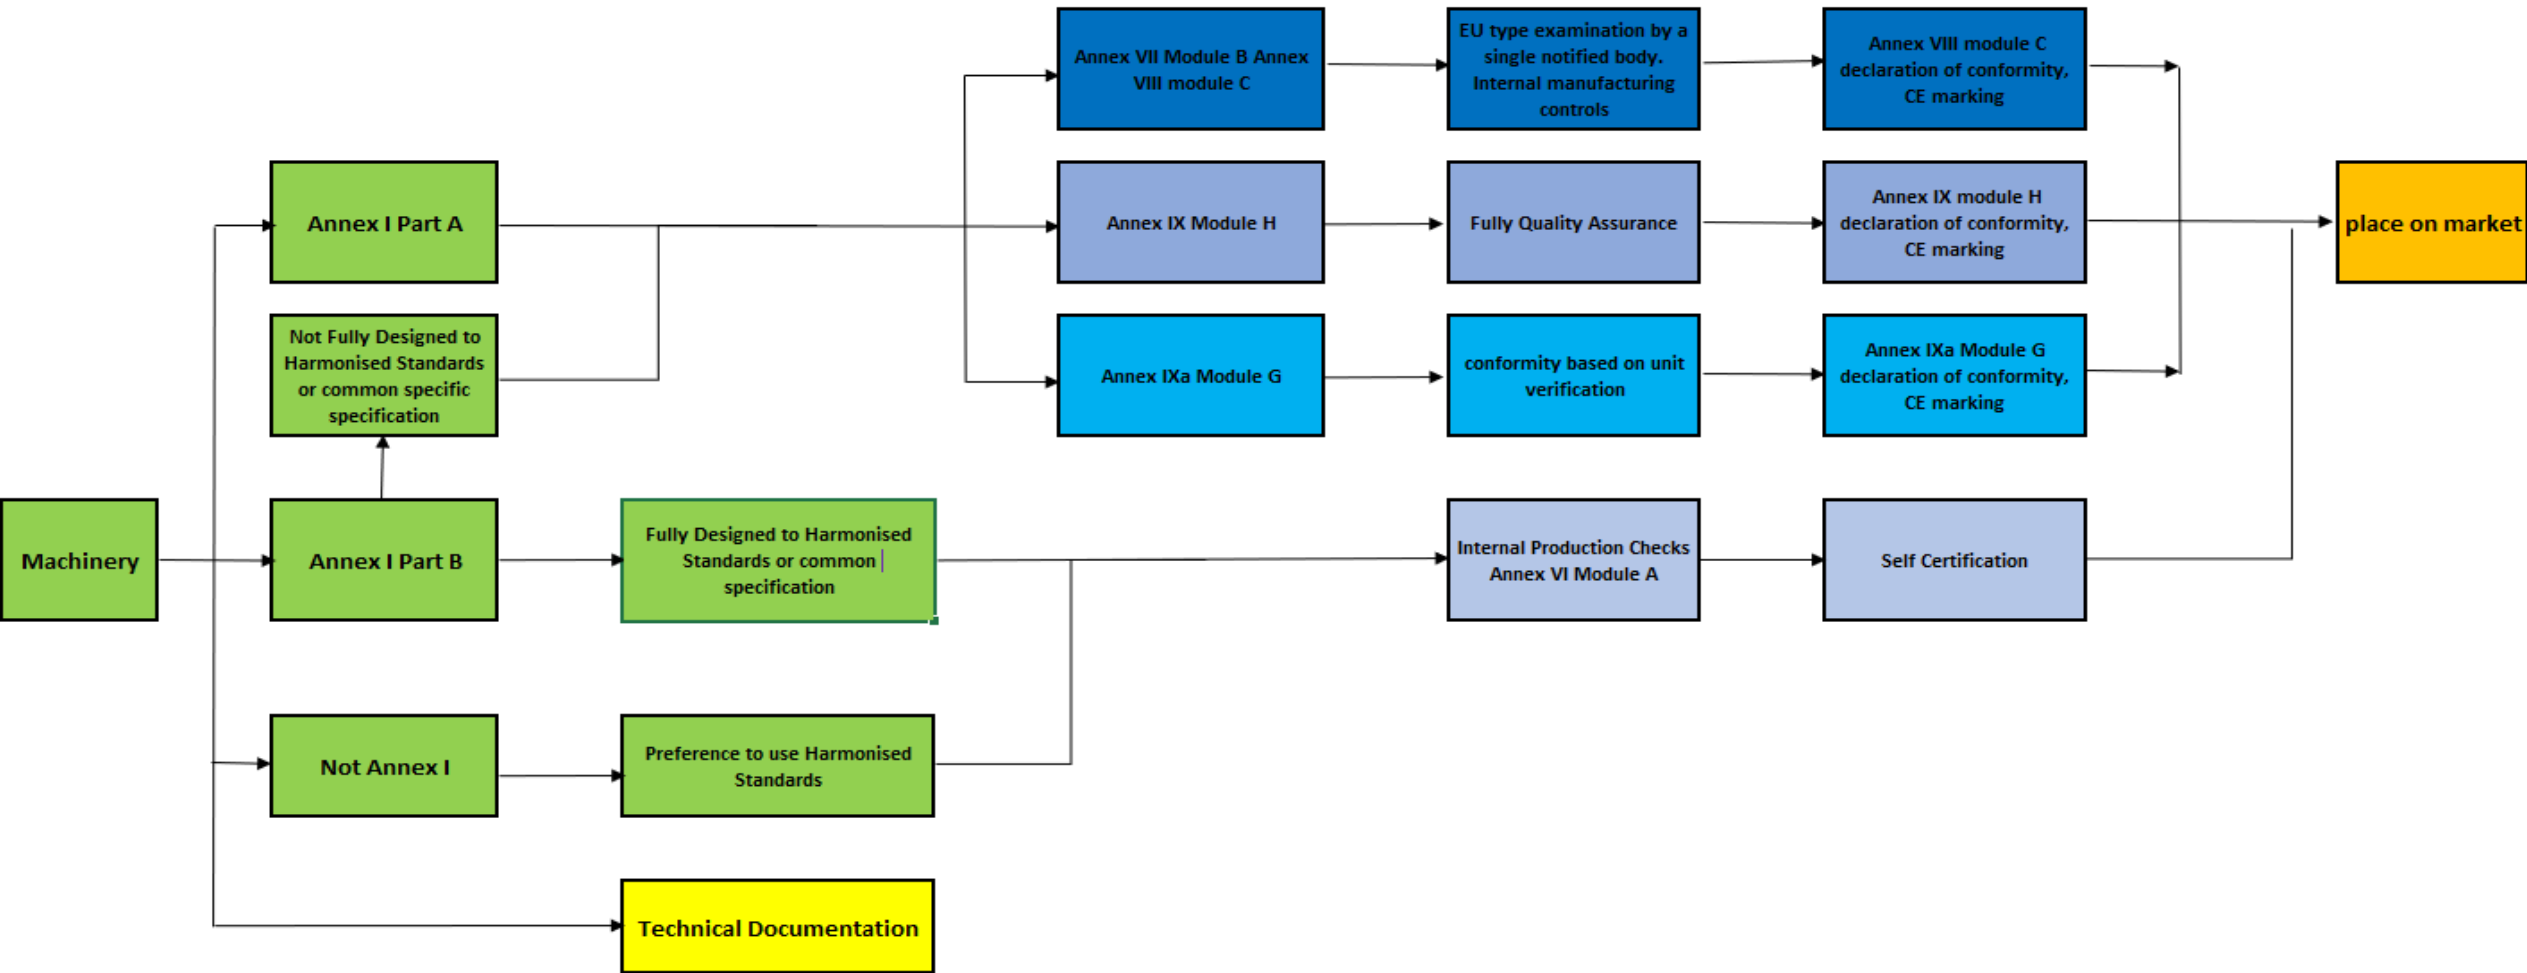 Annex VII Module B Annex
VIII module C
EU type examination by a
single notified body.
Internal manufacturing
controls
Annex VIII module C
declaration of conformity,
CE marking
Annex I Part A
Annex IX Module H
Fully Quality Assurance
Annex IX module H
declaration of conformity,
CE marking
place on market
Not Fully Designed to
Harmonised Standards
or common specific
specification
Annex IXa Module G
conformity based on unit
verification
Annex IXa Module G
declaration of conformity,
CE marking
Machinery
Annex I Part B
Fully Designed to Harmonised
Standards or common
specification
Internal Production Checks
Annex VI Module A
Self Certification
Not Annex I
Preference to use Harmonised
Standards
Technical Documentation